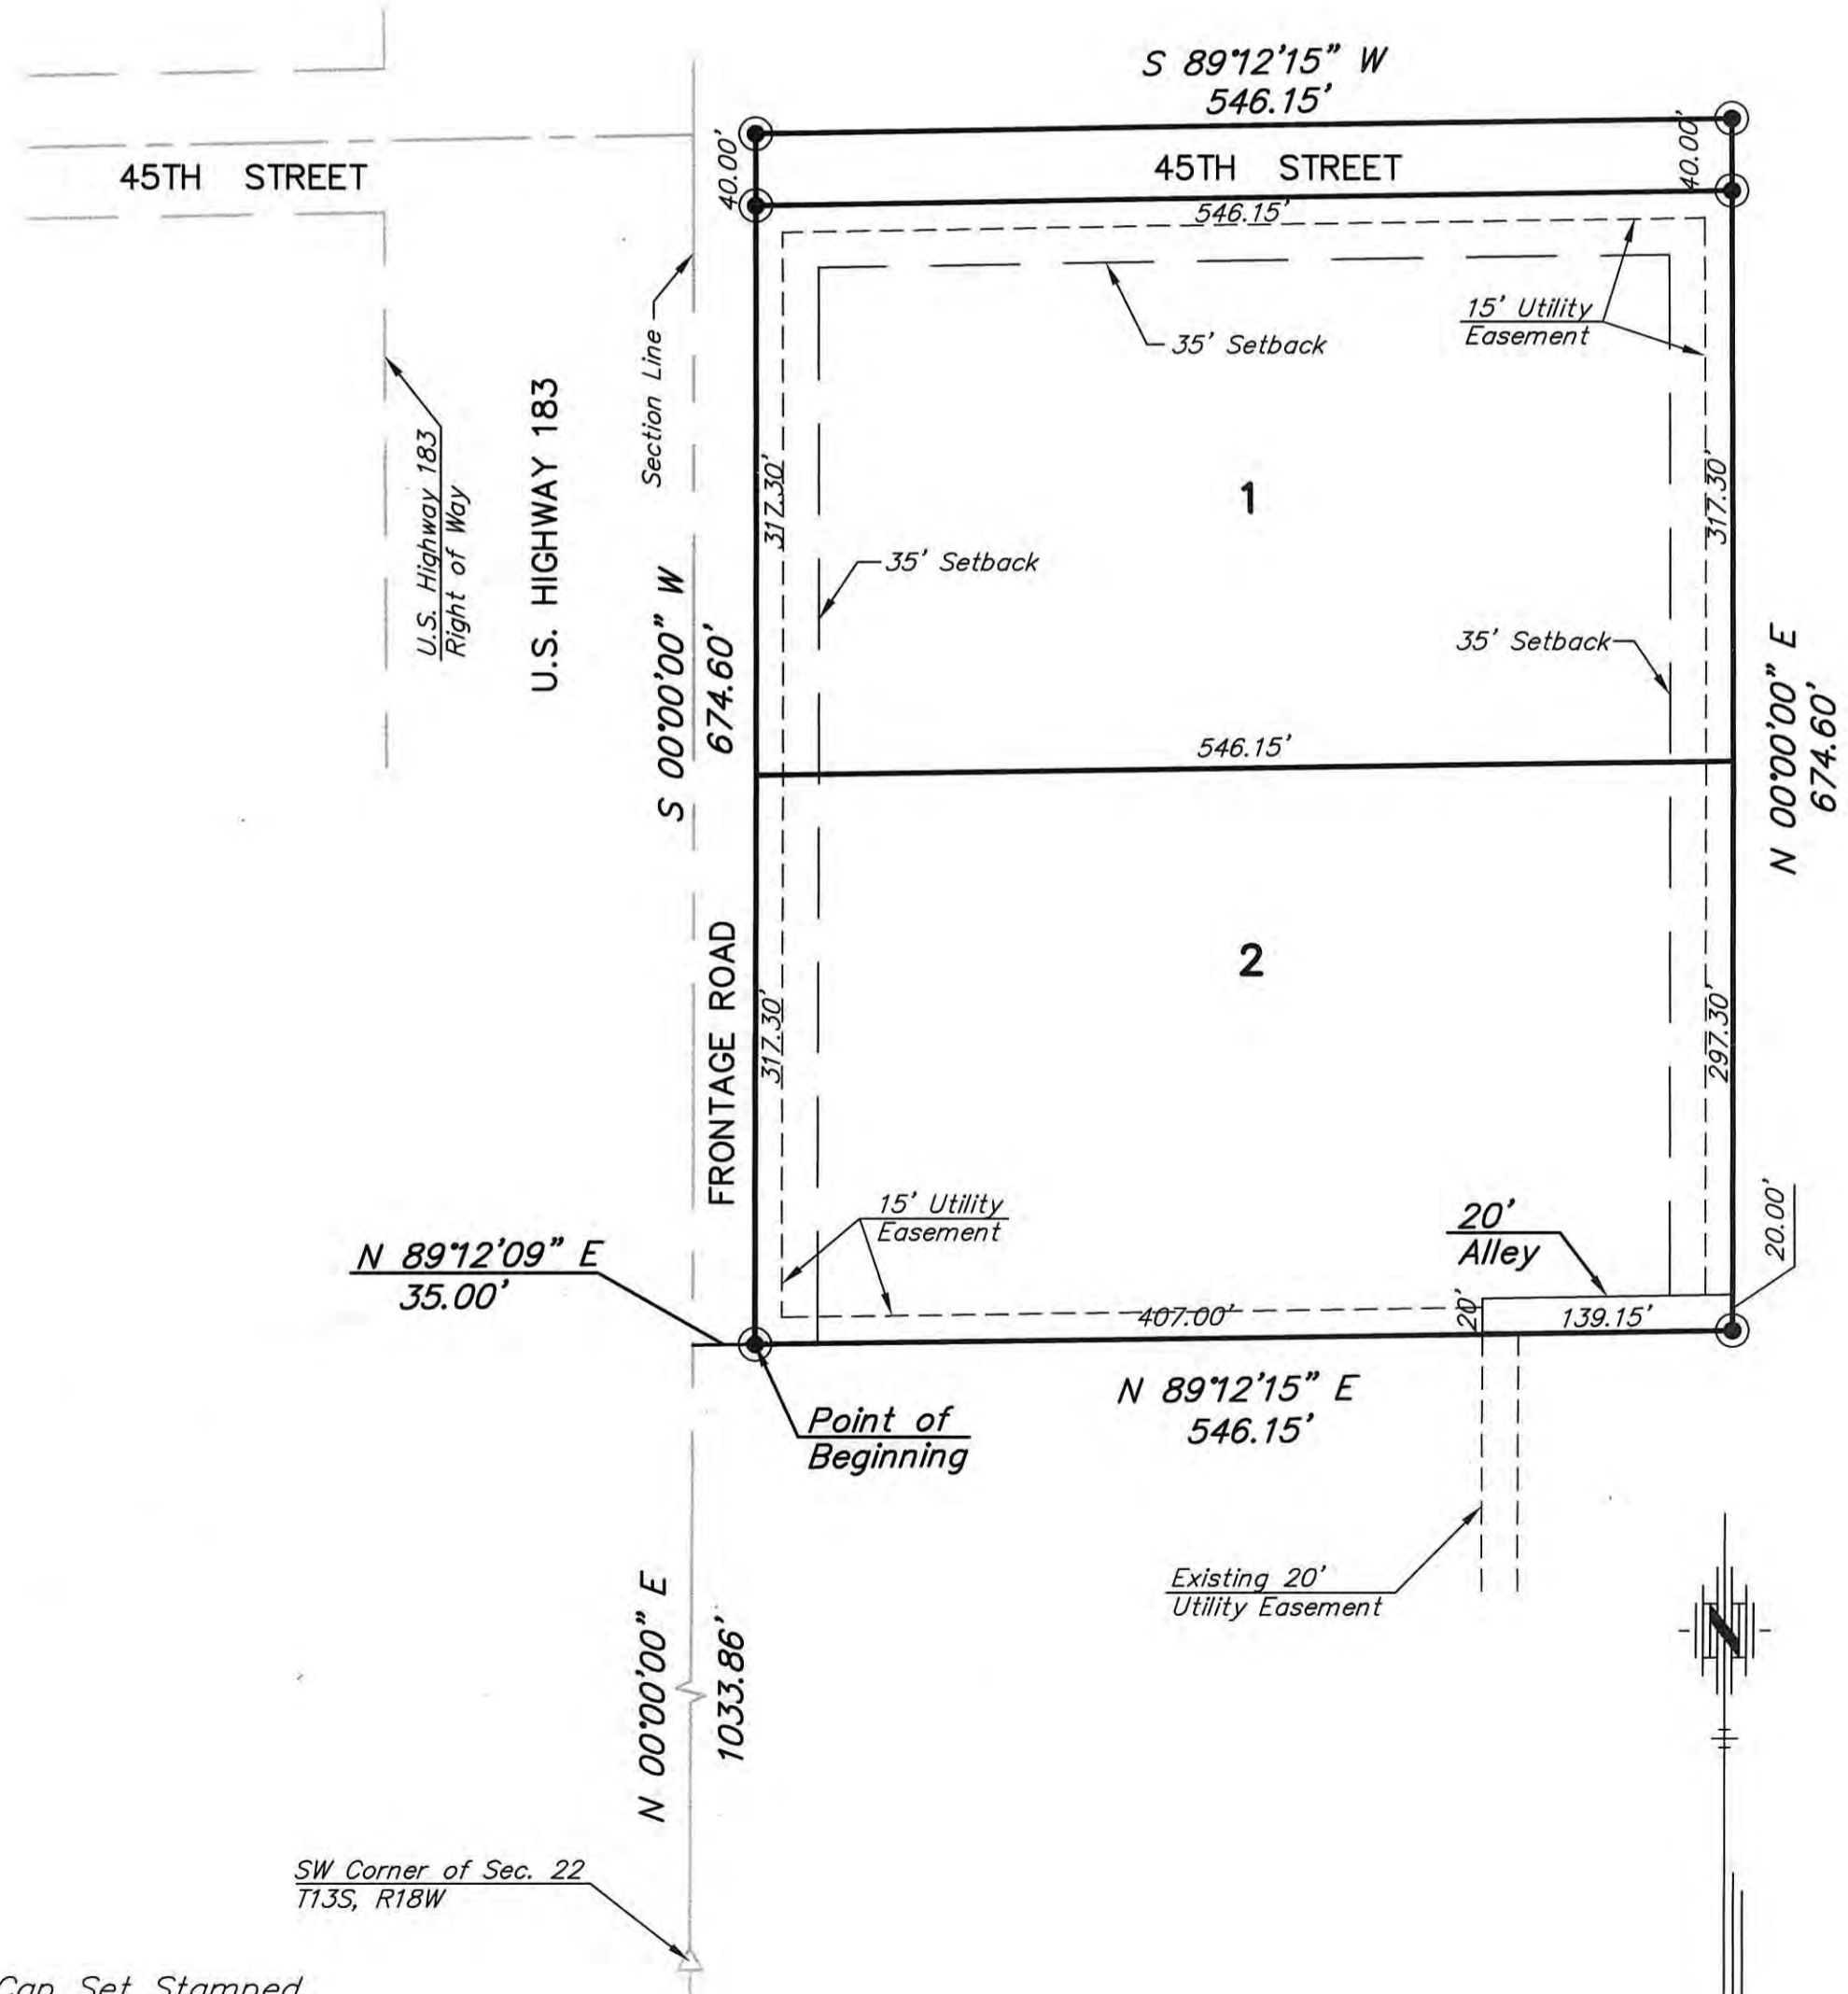 S 89°12'15" W
546.15'
40.00'
40.00'
45TH STREET
45TH STREET
546.15'
Section Line
15' Utility
Easement
35' Setback
U.S. Highway 183
Right of Way
U.S. HIGHWAY 183
317.30'
1
317.30'
35' Setback
S 00°00'00" W
674.60'
35' Setback
N 00°00'00" E
674.60'
546.15'
2
FRONTAGE ROAD
317.30'
297.30'
15' Utility
Easement
20'
Alley
20.00'
N 89°12'09" E
35.00'
407.00'
20'
139.15'
N 89°12'15" E
546.15'
Point of
Beginning
Existing 20'
Utility Easement
N 00°00'00" E
1033.86'
N
SW Corner of Sec. 22
T13S, R18W
Cap Set Stamped